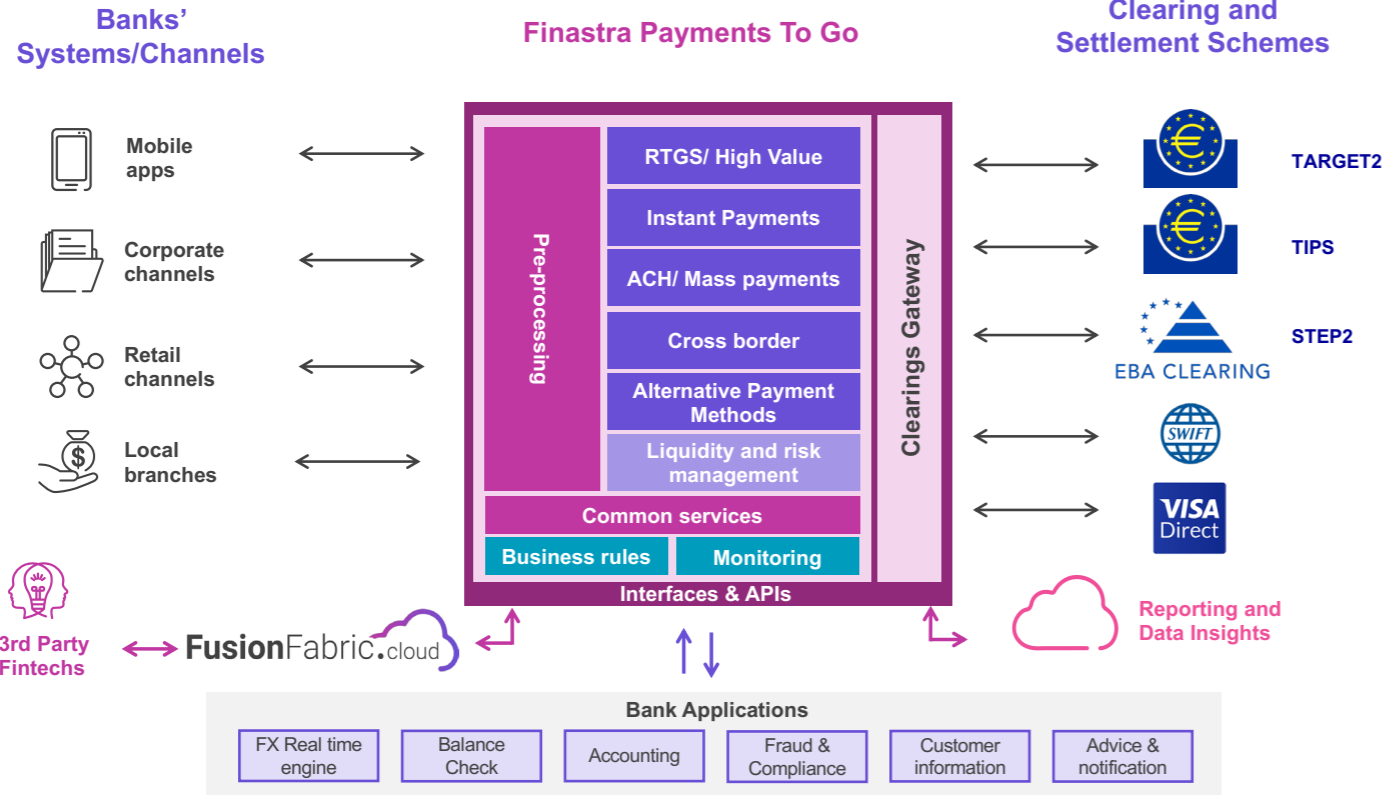 Banks’
Systems/Channels
Finastra Payments To Go
Clearing and
Settlement Schemes
Mobile
apps
Corporate
channels
Retail
channels
$
Local
branches
Pre-processing
RTGS/ High Value
Instant Payments
ACH/ Mass payments
Cross border
Alternative Payment
Methods
Liquidity and risk
management
Common services
Business rules
Monitoring
Interfaces & APIs
Clearings Gateway
€
TARGET2
€
TIPS
STEP2
EBA CLEARING
SWIFT
VISA
Direct
3rd Party
Fintechs
FusionFabric.cloud
Reporting and
Data Insights
Bank Applications
FX Real time
engine
Balance
Check
Accounting
Fraud &
Compliance
Customer
information
Advice &
notification